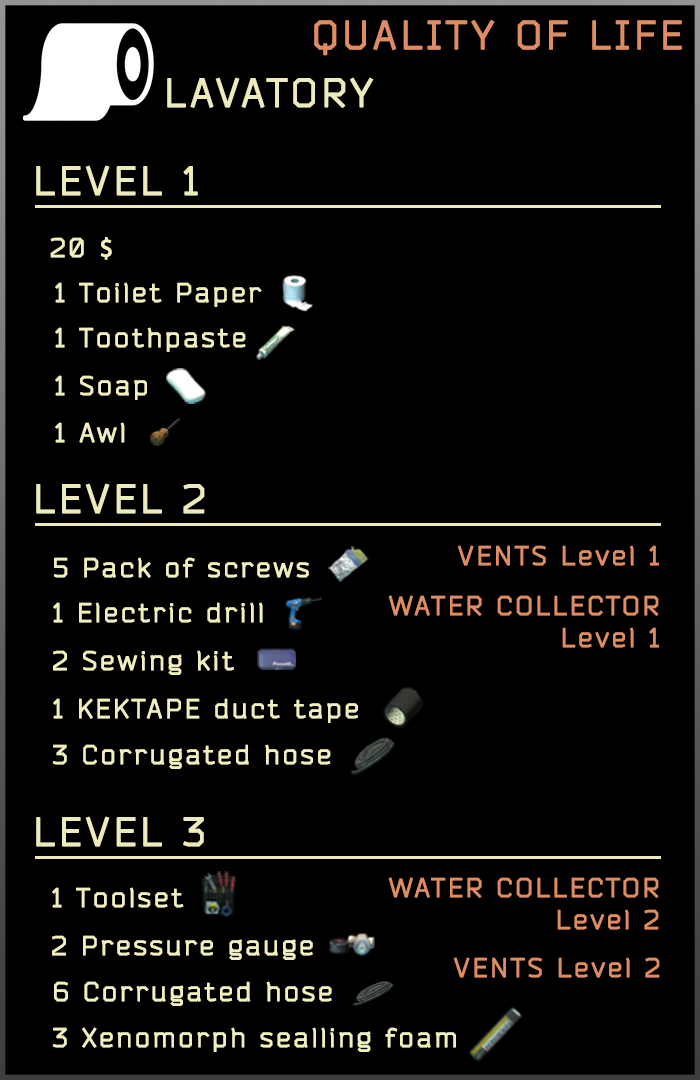 QUALITY OF LIFE
LAVATORY
LEVEL 1
20 $
1 Toilet Paper
1 Toothpaste
1 Soap
1 Awl
LEVEL 2
5 Pack of screws
VENTS Level 1
1 Electric drill
WATER COLLECTOR
Level 1
2 Sewing kit
1 KEKTAPE duct tape
3 Corrugated hose
LEVEL 3
1 Toolset
WATER COLLECTOR
Level 2
2 Pressure gauge
VENTS Level 2
6 Corrugated hose
3 Xenomorph sealling foam